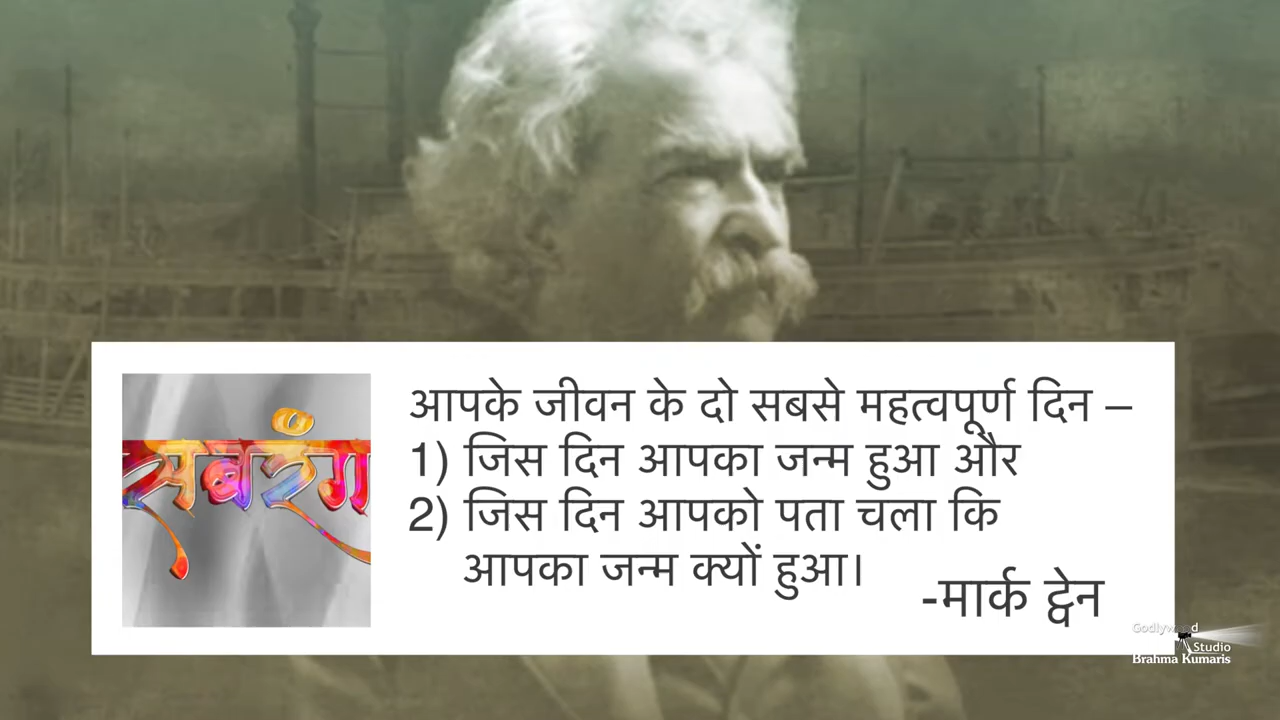 सबरंग
आपके जीवन के दो सबसे महत्वपूर्ण दिन –
1) जिस दिन आपका जन्म हुआ और
2) जिस दिन आपको पता चला कि
आपका जन्म क्यों हुआ।
-मार्क ट्वेन
Godlywood
Studio
Brahma Kumaris